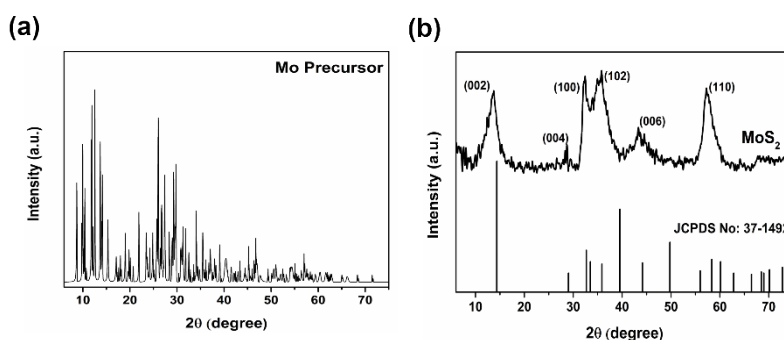 (a)
Mo Precursor
Intensity (a.u.)
10 20 30 40 50 60 70
2θ (degree)
(b)
(002)
(004)
(100)
(102)
(006)
(110)
MoS2
JCPDS No: 37-1492
Intensity (a.u.)
10 20 30 40 50 60 70
2θ (degree)